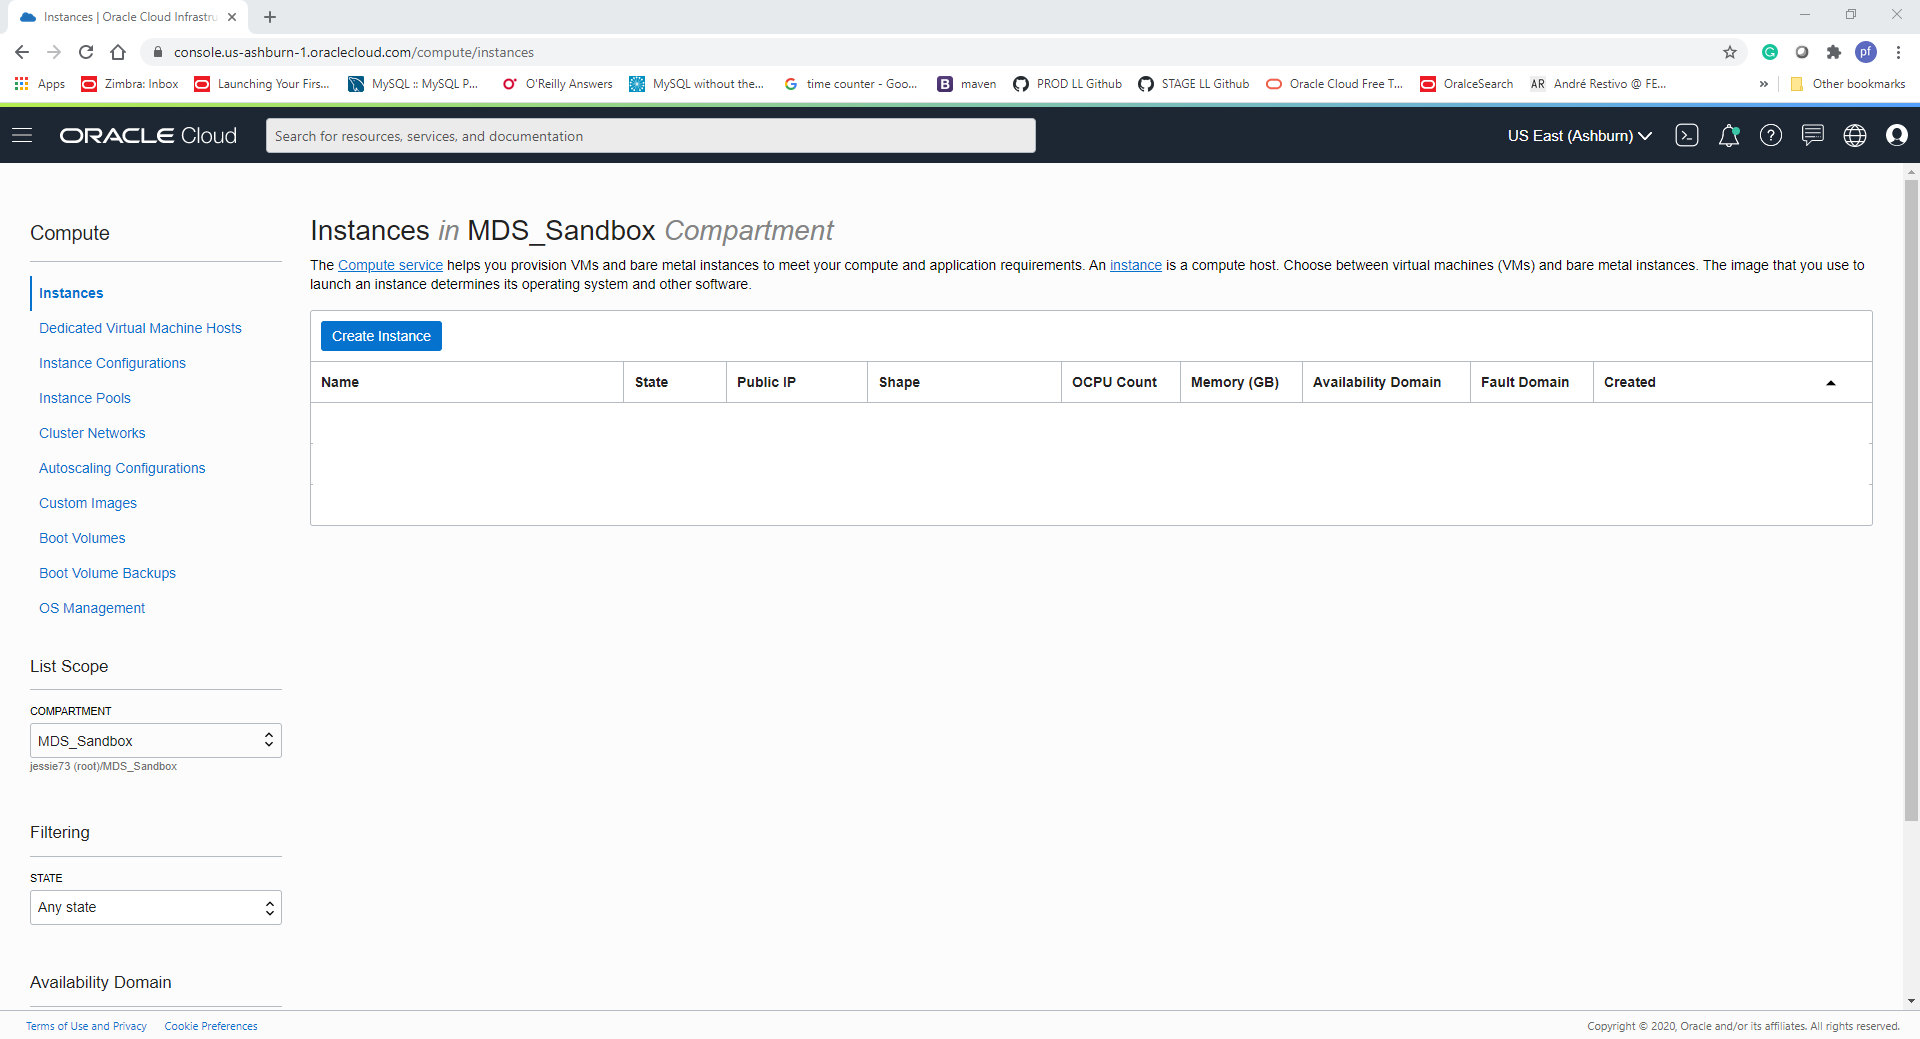 Instances | Oracle Cloud Infrastru
console.us-ashburn-1.oraclecloud.com/compute/instances
pf
Apps
Zimbra: Inbox
Launching Your Firs...
MySQL :: MySQL P...
O'Reilly Answers
MySQL without the...
time counter - Goo...
B maven
PROD LL Github
STAGE LL Github
Oracle Cloud Free T...
OralceSearch
AR André Restivo @ FE...
»
Other bookmarks
ORACLE Cloud
Search for resources, services, and documentation
US East (Ashburn)
Compute
Instances
Dedicated Virtual Machine Hosts
Instance Configurations
Instance Pools
Cluster Networks
Autoscaling Configurations
Custom Images
Boot Volumes
Boot Volume Backups
OS Management
List Scope
COMPARTMENT
MDS_Sandbox
jessie73 (root)/MDS_Sandbox
Filtering
STATE
Any state
Availability Domain
Instances in MDS_Sandbox Compartment
The Compute service helps you provision VMs and bare metal instances to meet your compute and application requirements. An instance is a compute host. Choose between virtual machines (VMs) and bare metal instances. The image that you use to
launch an instance determines its operating system and other software.
Create Instance
Name
State
Public IP
Shape
OCPU Count
Memory (GB)
Availability Domain
Fault Domain
Created
Terms of Use and Privacy
Cookie Preferences
Copyright © 2020, Oracle and/or its affiliates. All rights reserved.